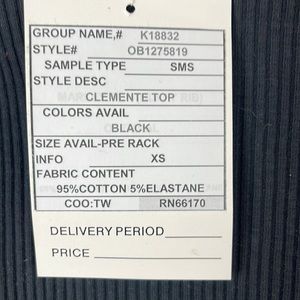 GROUP NAME,# K18832
STYLE# OB1275819
SAMPLE TYPE SMS
STYLE DESC
CLEMENTE TOP
COLORS AVAIL
BLACK
SIZE AVAIL-PRE RACK
INFO XS
FABRIC CONTENT
95%COTTON 5%ELASTANE
COO:TW RN66170
DELIVERY PERIOD
PRICE